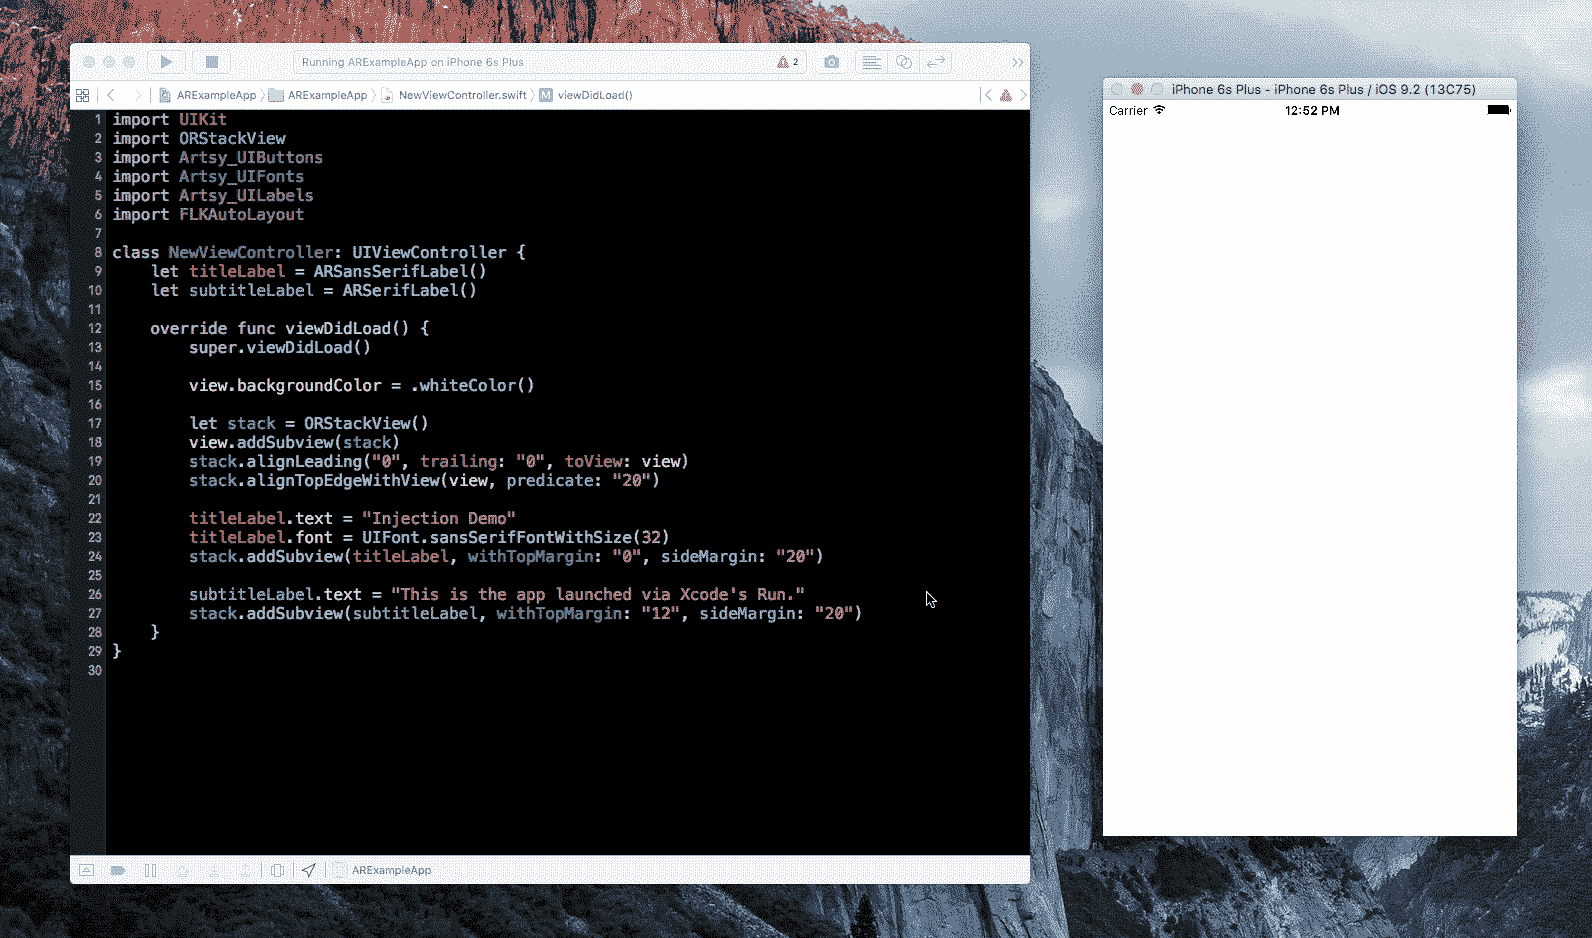 Running ARExampleApp on iPhone 6s Plus
2
ARExampleApp
ARExampleApp
NewViewController.swift
M
viewDidLoad()
1 import UIKit
2 import ORStackView
3 import Artsy_UIButtons
4 import Artsy_UIFonts
5 import Artsy_UILabels
6 import FLKAutoLayout
7
8 class NewViewController: UIViewController {
9     let titleLabel = ARSansSerifLabel()
10     let subtitleLabel = ARSerifLabel()
11
12     override func viewDidLoad() {
13         super.viewDidLoad()
14
15         view.backgroundColor = .whiteColor()
16
17         let stack = ORStackView()
18         view.addSubview(stack)
19         stack.alignLeading("0", trailing: "0", toView: view)
20         stack.alignTopEdgeWithView(view, predicate: "20")
21
22         titleLabel.text = "Injection Demo"
23         titleLabel.font = UIFont.sansSerifFontWithSize(32)
24         stack.addSubview(titleLabel, withTopMargin: "0", sideMargin: "20")
25
26         subtitleLabel.text = "This is the app launched via Xcode's Run."
27         stack.addSubview(subtitleLabel, withTopMargin: "12", sideMargin: "20")
28     }
29 }
30
ARExampleApp
iPhone 6s Plus - iPhone 6s Plus / iOS 9.2 (13C75)
Carrier
12:52 PM